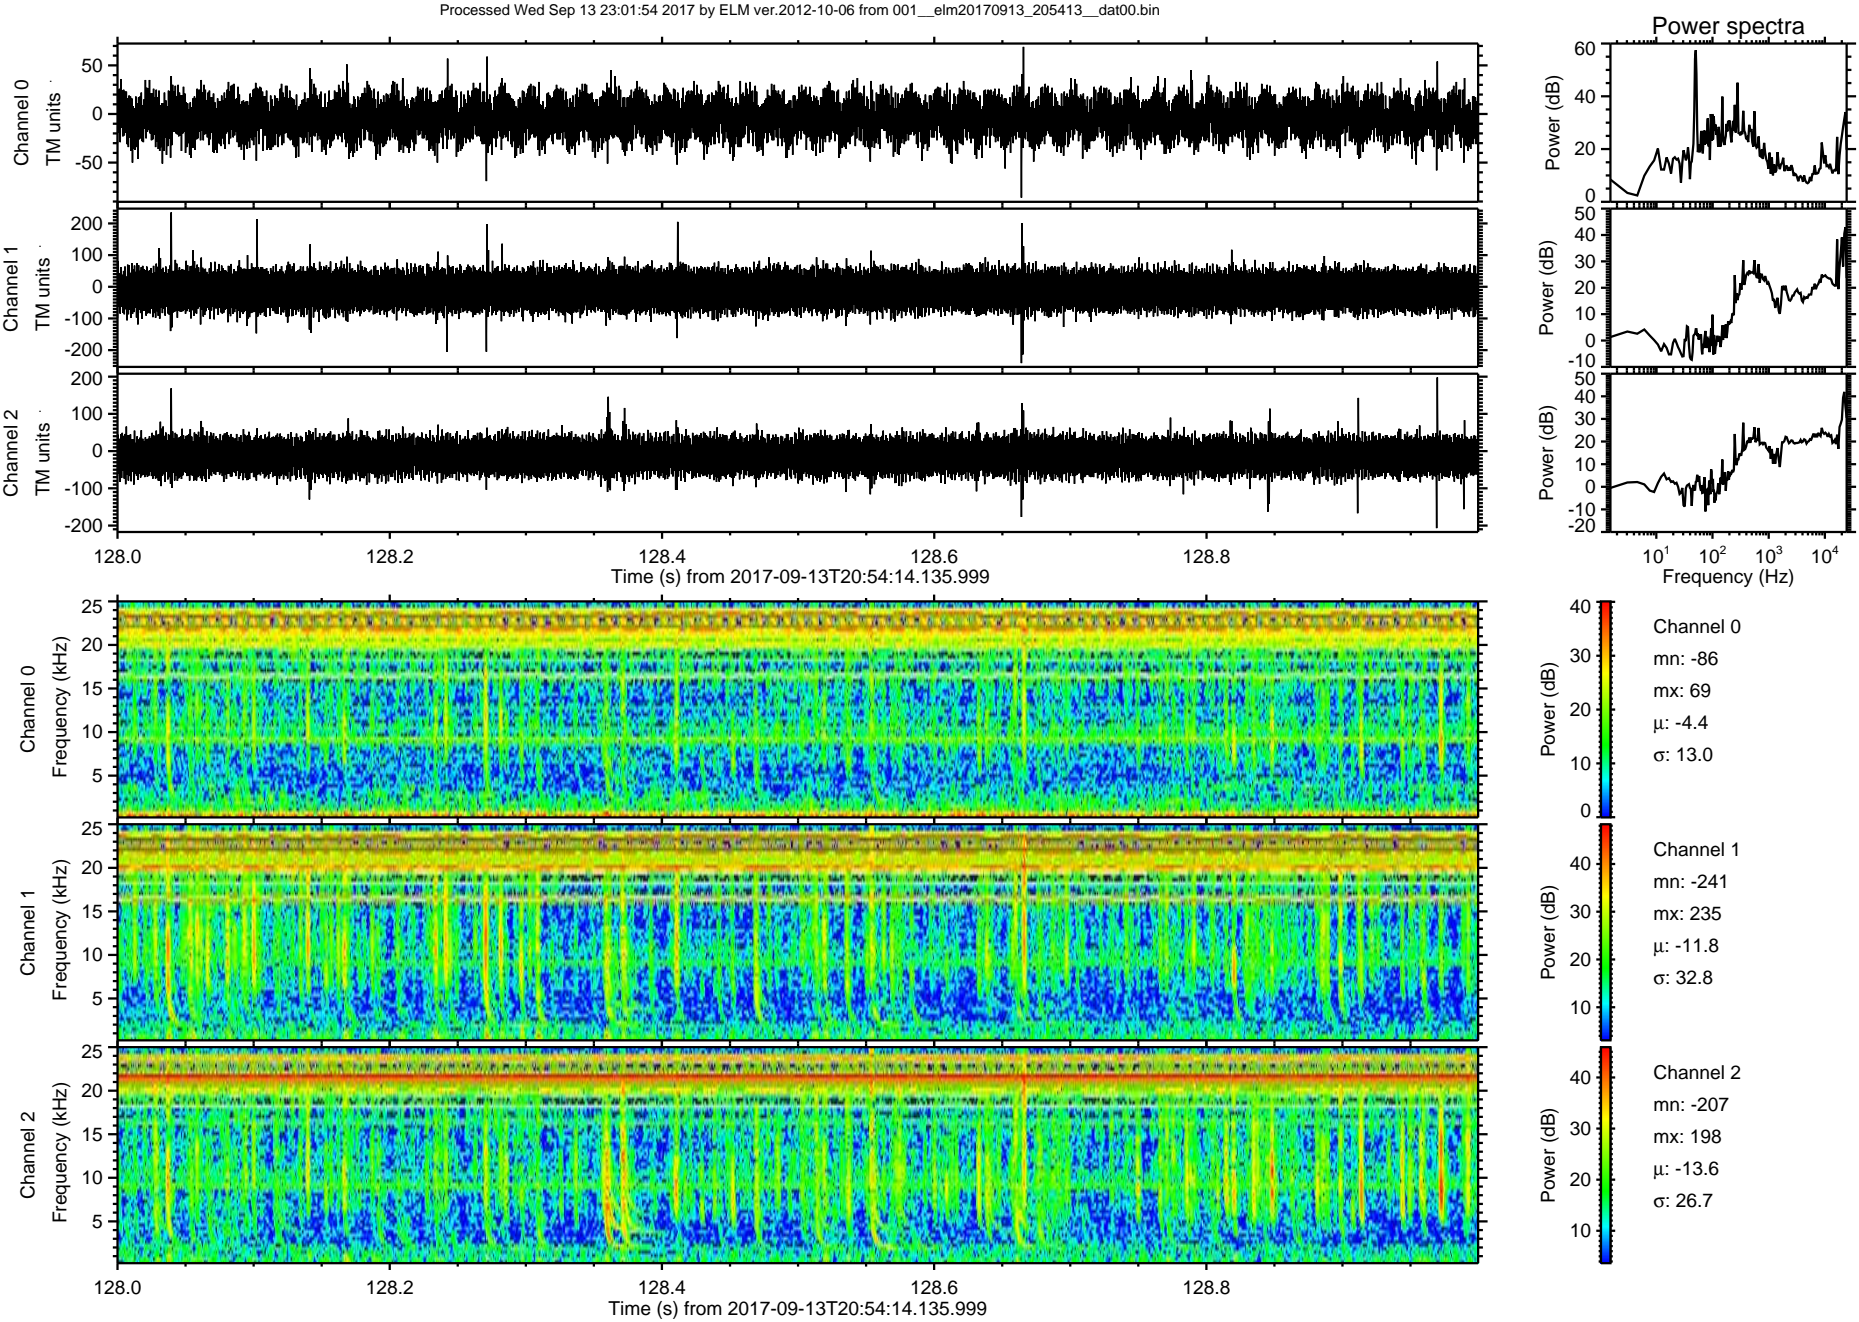 Processed Wed Sep 13 23:01:54 2017 by ELM ver.2012-10-06 from 001__elm20170913_205413__dat00.bin
Power spectra
Channel 0
TM units
50
0
-50
Power (dB)
60
40
20
0
Channel 1
TM units
200
100
0
-100
-200
Power (dB)
50
40
30
20
10
0
-10
Channel 2
TM units
200
100
0
-100
-200
Power (dB)
50
40
30
20
10
0
-10
-20
128.0 128.2 128.4 128.6 128.8
Time (s) from 2017-09-13T20:54:14.135.999
10¹ 10² 10³ 10⁴
Frequency (Hz)
Channel 0
Frequency (kHz)
25
20
15
10
5
Power (dB)
40
30
20
10
0
Channel 0
mn: -86
mx: 69
μ: -4.4
σ: 13.0
Channel 1
Frequency (kHz)
25
20
15
10
5
Power (dB)
40
30
20
10
Channel 1
mn: -241
mx: 235
μ: -11.8
σ: 32.8
Channel 2
Frequency (kHz)
25
20
15
10
5
Power (dB)
40
30
20
10
Channel 2
mn: -207
mx: 198
μ: -13.6
σ: 26.7
128.0 128.2 128.4 128.6 128.8
Time (s) from 2017-09-13T20:54:14.135.999